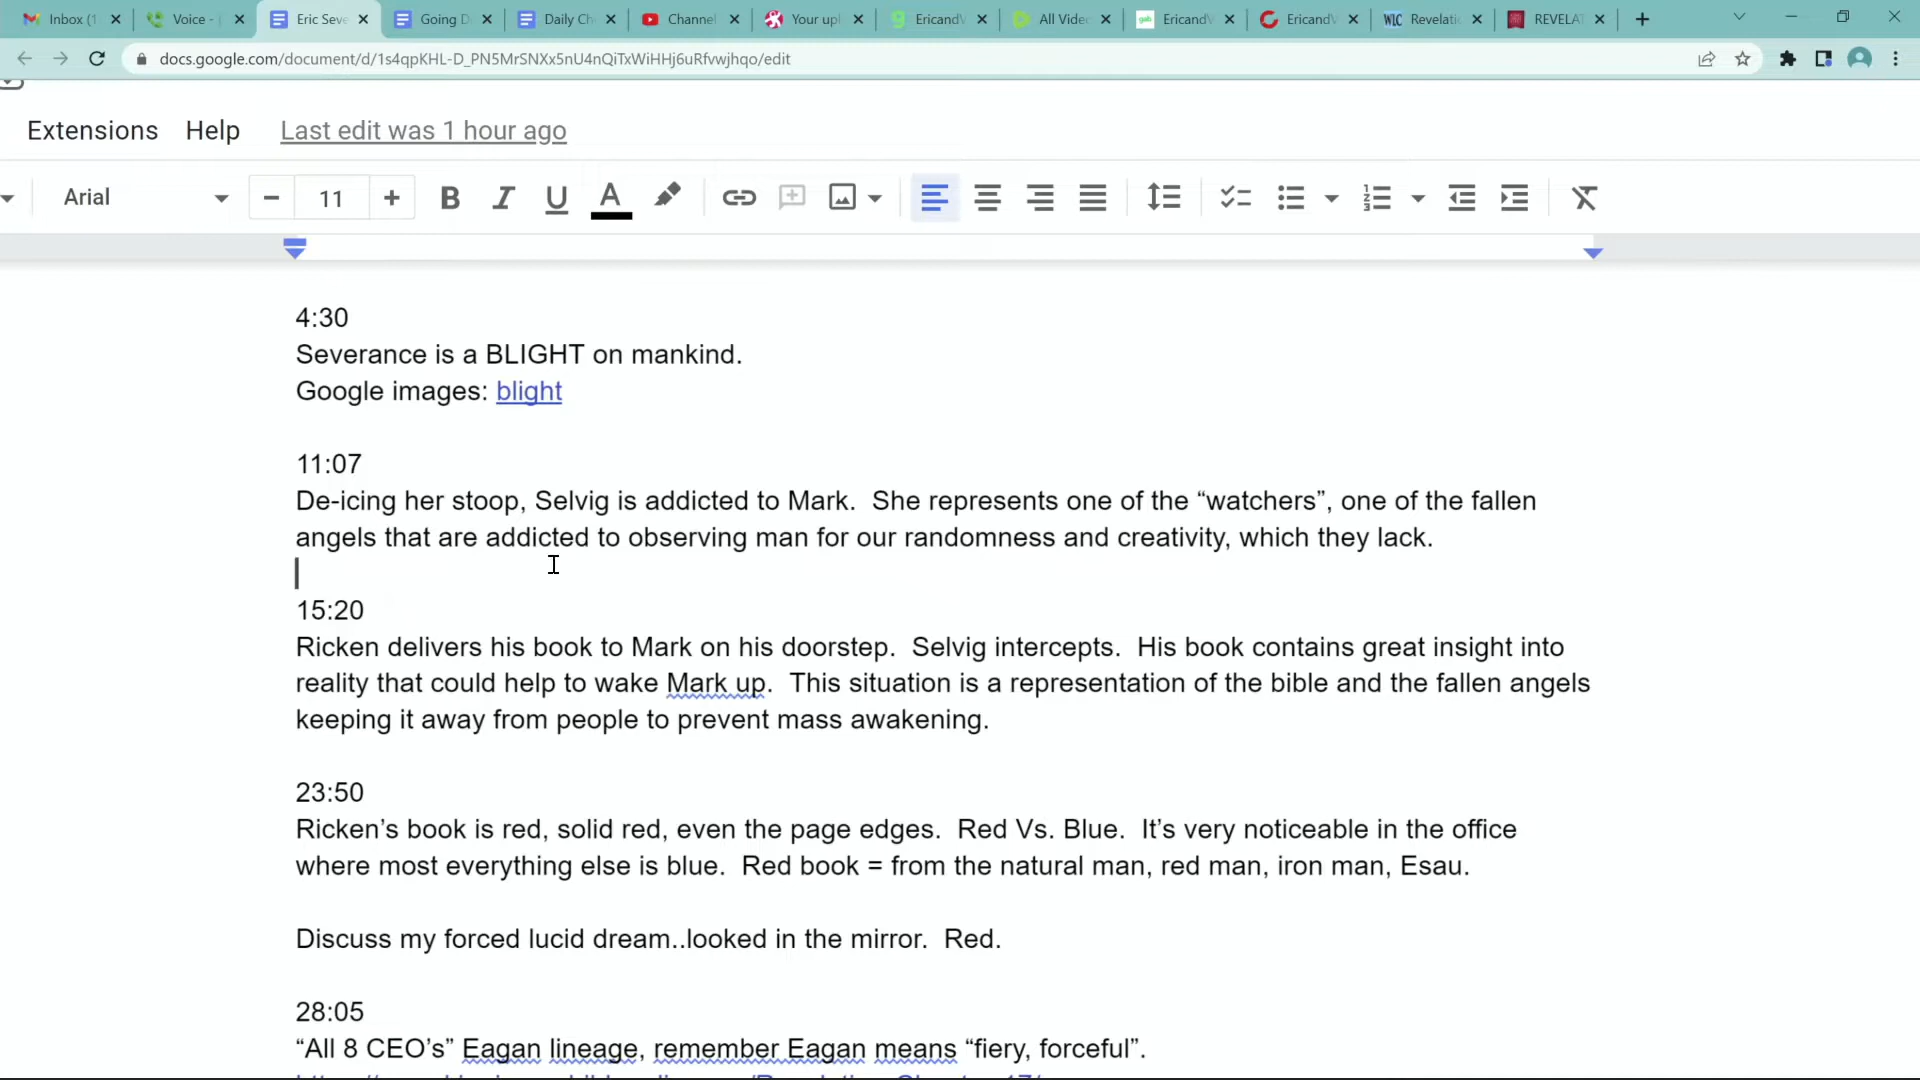 Inbox (1
Voice -
Eric Seve
Going D
Daily Ch
Channel
Your upl
EricandV
All Video
EricandV
EricandV
WLC Revelati
REVELAT
docs.google.com/document/d/1s4qpKHL-D_PN5MrSNXx5nU4nQiTxWiHHj6uRfvwjhqo/edit
Extensions Help Last edit was 1 hour ago
Arial 11
4:30
Severance is a BLIGHT on mankind.
Google images: blight
11:07
De-icing her stoop, Selvig is addicted to Mark.  She represents one of the “watchers”, one of the fallen
angels that are addicted to observing man for our randomness and creativity, which they lack.
15:20
Ricken delivers his book to Mark on his doorstep.  Selvig intercepts.  His book contains great insight into
reality that could help to wake Mark up.  This situation is a representation of the bible and the fallen angels
keeping it away from people to prevent mass awakening.
23:50
Ricken’s book is red, solid red, even the page edges.  Red Vs. Blue.  It’s very noticeable in the office
where most everything else is blue.  Red book = from the natural man, red man, iron man, Esau.
Discuss my forced lucid dream..looked in the mirror.  Red.
28:05
“All 8 CEO’s” Eagan lineage, remember Eagan means “fiery, forceful”.